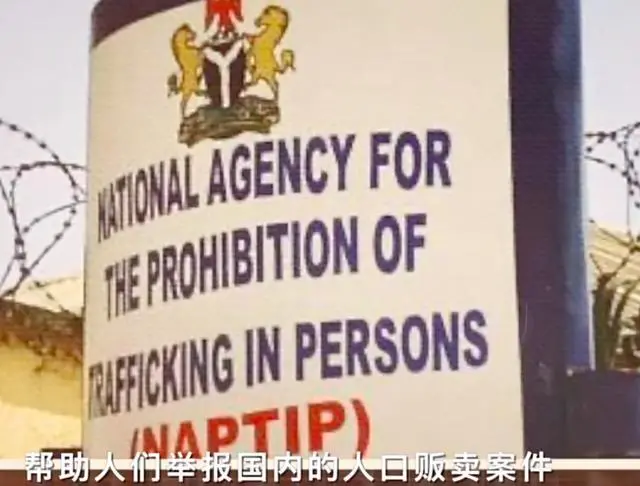 NATIONAL AGENCY FOR
THE PROHIBITION OF
TRAFFICKING IN PERSONS
(NAPTIP)
帮助人们举报国内的人口贩卖案件